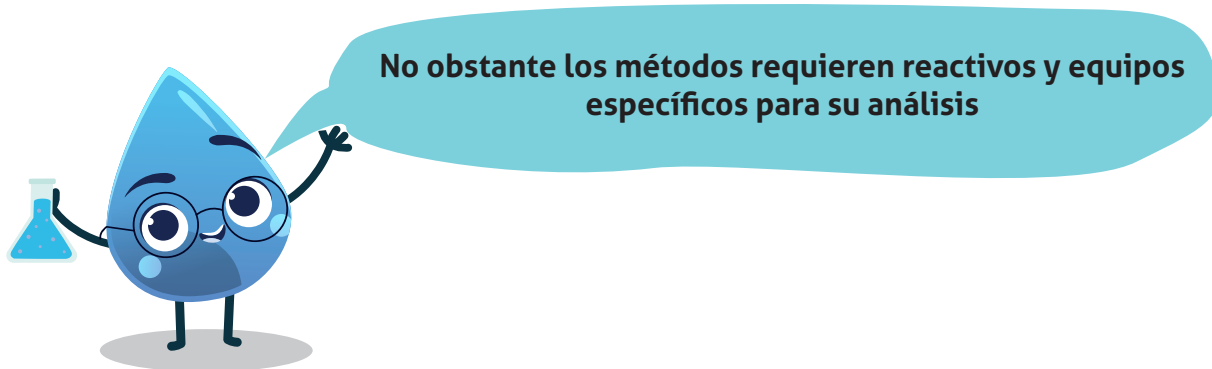 No obstante los métodos requieren reactivos y equipos
específicos para su análisis